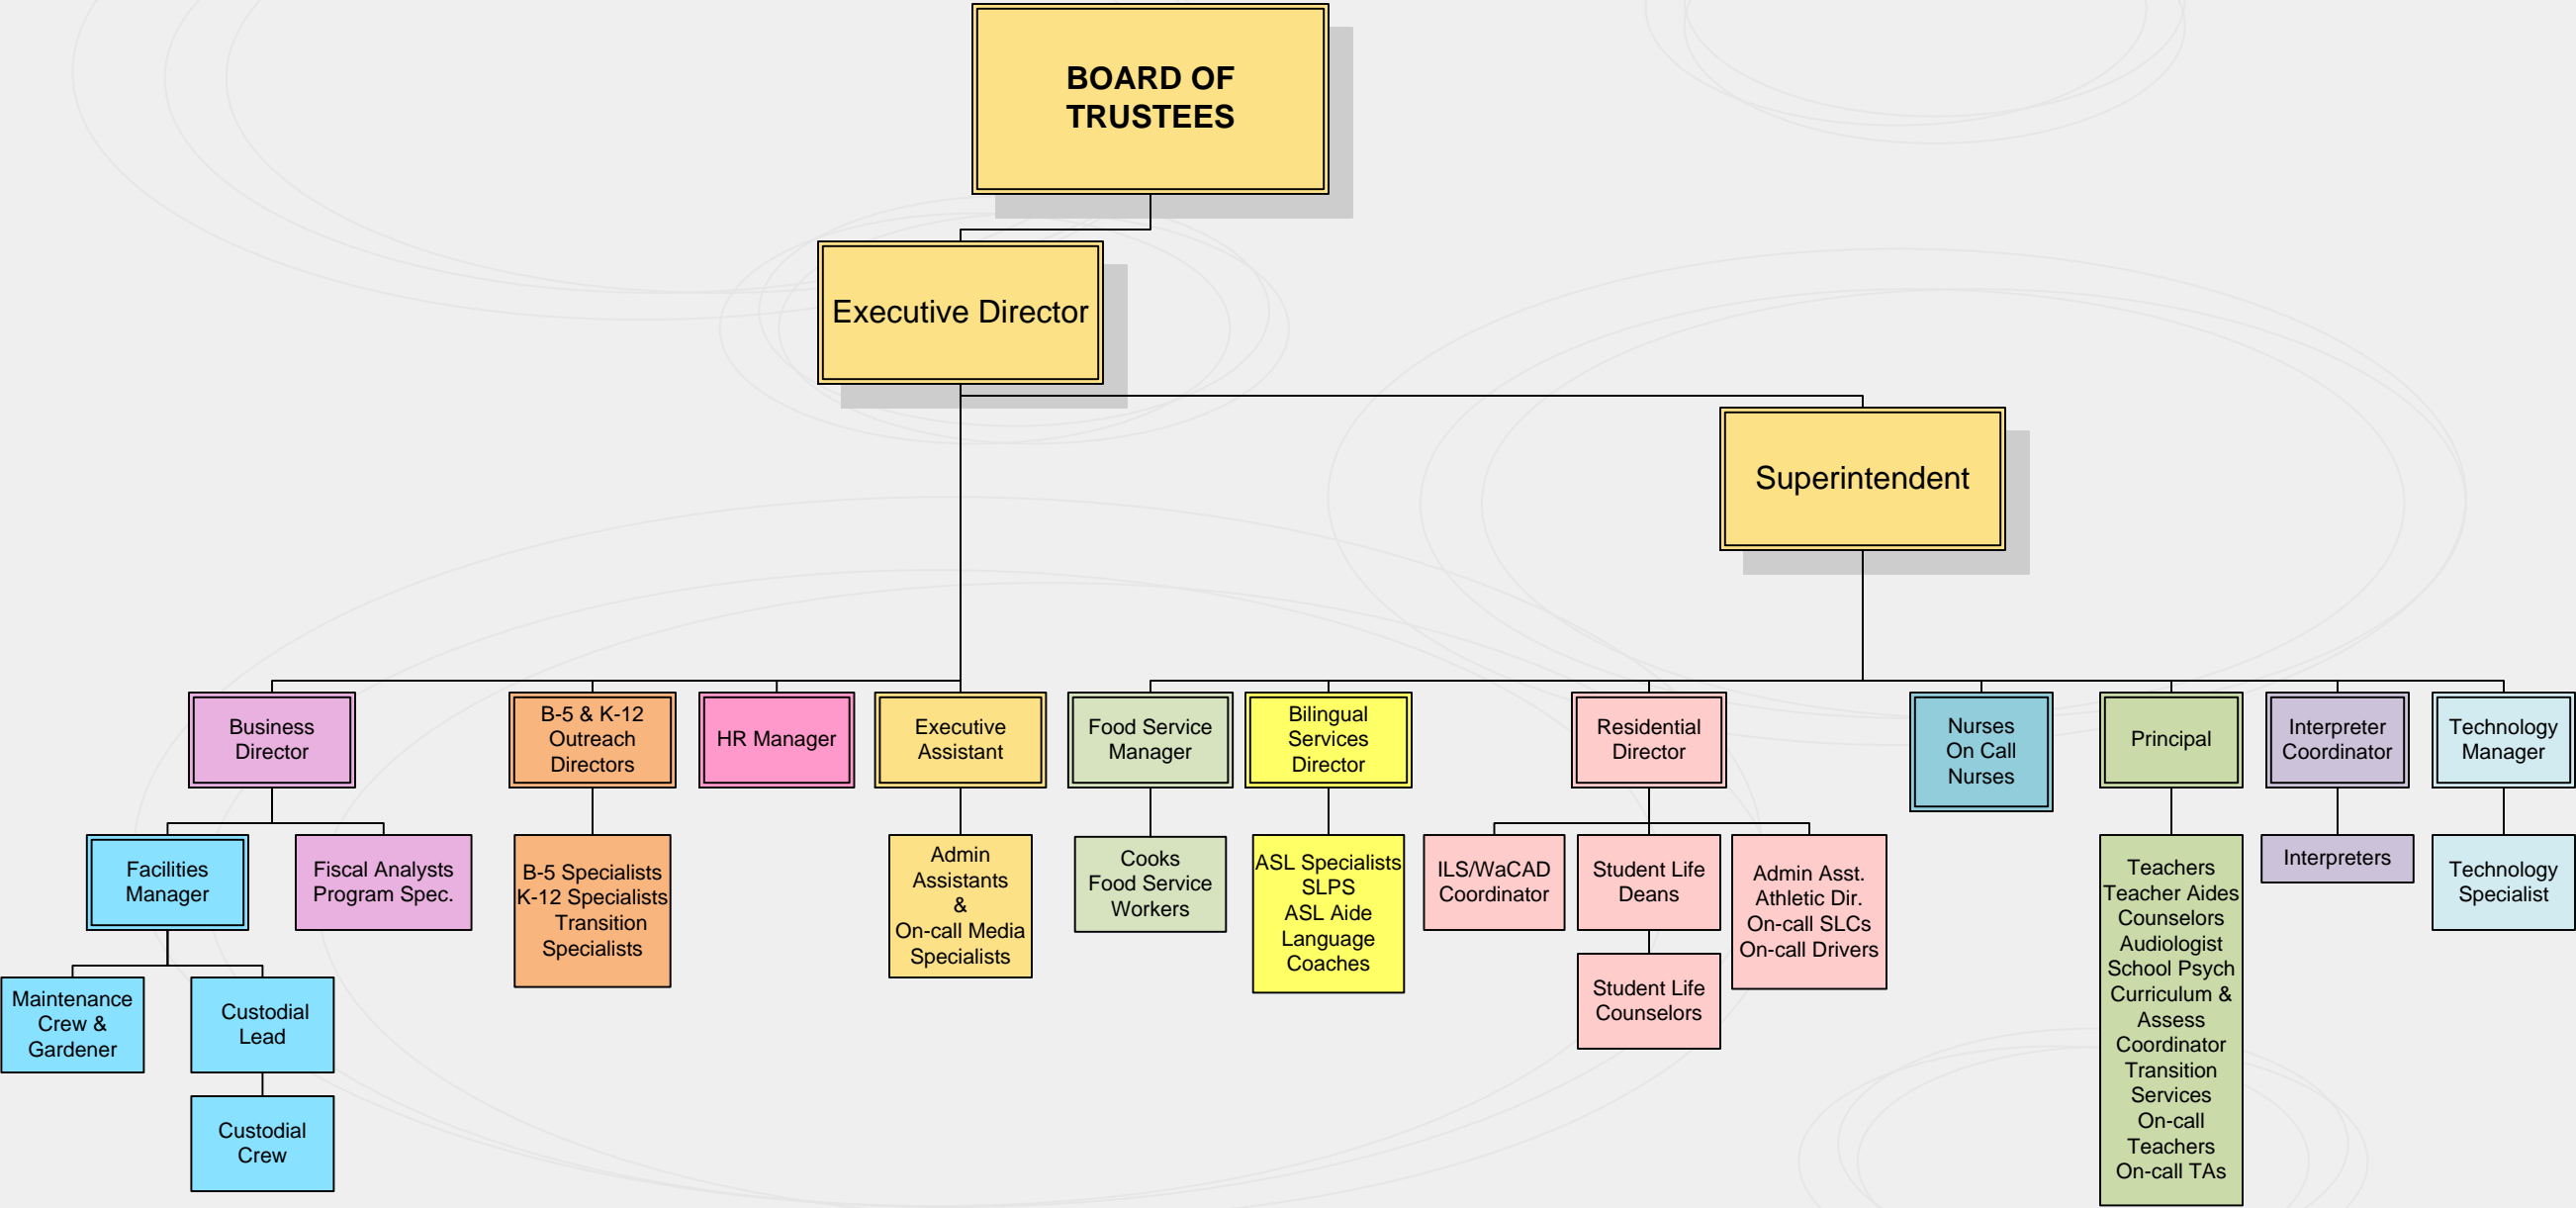 BOARD OF
TRUSTEES
Executive Director
Superintendent
Business
Director
B-5 & K-12
Outreach
Directors
HR Manager
Executive
Assistant
Food Service
Manager
Bilingual
Services
Director
Residential
Director
Nurses
On Call
Nurses
Principal
Interpreter
Coordinator
Technology
Manager
Facilities
Manager
Fiscal Analysts
Program Spec.
B-5 Specialists
K-12 Specialists
Transition
Specialists
Admin
Assistants
&
On-call Media
Specialists
Cooks
Food Service
Workers
ASL Specialists
SLPS
ASL Aide
Language
Coaches
ILS/WaCAD
Coordinator
Student Life
Deans
Admin Asst.
Athletic Dir.
On-call SLCs
On-call Drivers
Teachers
Teacher Aides
Counselors
Audiologist
School Psych
Curriculum &
Assess
Coordinator
Transition
Services
On-call
Teachers
On-call TAs
Interpreters
Technology
Specialist
Maintenance
Crew &
Gardener
Custodial
Lead
Student Life
Counselors
Custodial
Crew